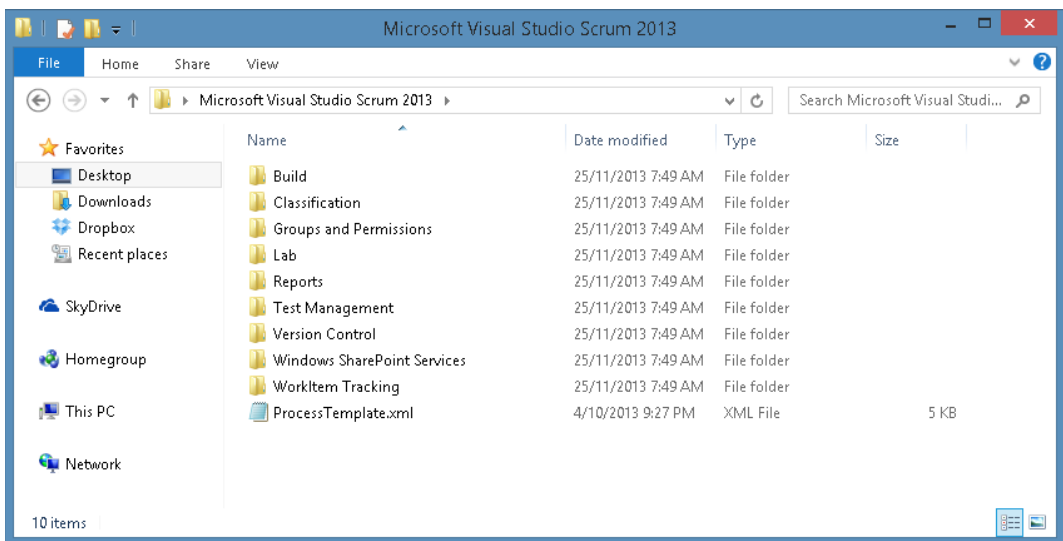 Microsoft Visual Studio Scrum 2013
File Home Share View
Microsoft Visual Studio Scrum 2013 Search Microsoft Visual Studi...
Name Date modified Type Size
Favorites
Desktop
Downloads
Dropbox
Recent places
SkyDrive
Homegroup
This PC
Network
Build 25/11/2013 7:49 AM File folder
Classification 25/11/2013 7:49 AM File folder
Groups and Permissions 25/11/2013 7:49 AM File folder
Lab 25/11/2013 7:49 AM File folder
Reports 25/11/2013 7:49 AM File folder
Test Management 25/11/2013 7:49 AM File folder
Version Control 25/11/2013 7:49 AM File folder
Windows SharePoint Services 25/11/2013 7:49 AM File folder
WorkItem Tracking 25/11/2013 7:49 AM File folder
ProcessTemplate.xml 4/10/2013 9:27 PM XML File 5 KB
10 items